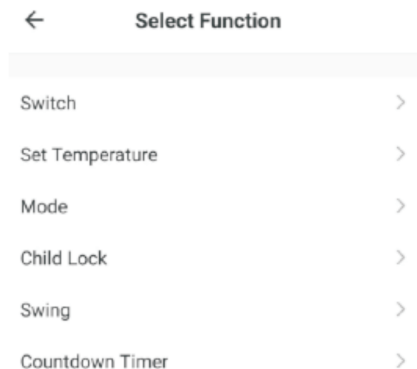 Select Function
Switch
Set Temperature
Mode
Child Lock
Swing
Countdown Timer